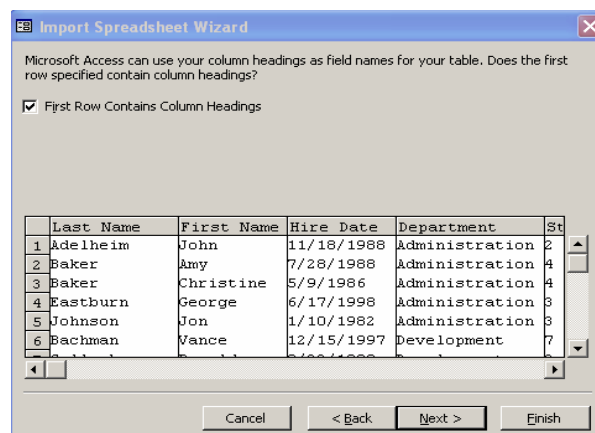 Import Spreadsheet Wizard
Microsoft Access can use your column headings as field names for your table. Does the first
row specified contain column headings?
First Row Contains Column Headings
Last Name First Name Hire Date Department St
1 Adelheim John 11/18/1988 Administration 2
2 Baker Amy 7/28/1988 Administration 4
3 Baker Christine 5/9/1986 Administration 4
4 Eastburn George 6/17/1998 Administration 3
5 Johnson Jon 1/10/1982 Administration 3
6 Bachman Vance 12/15/1997 Development 7
Cancel < Back Next > Finish